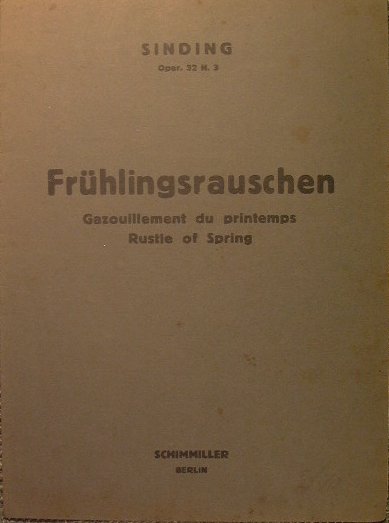 SINDING
Oper. 32 N. 3
Frühlingsrauschen
Gazouillement du printemps
Rustle of Spring
SCHIMMILLER
BERLIN